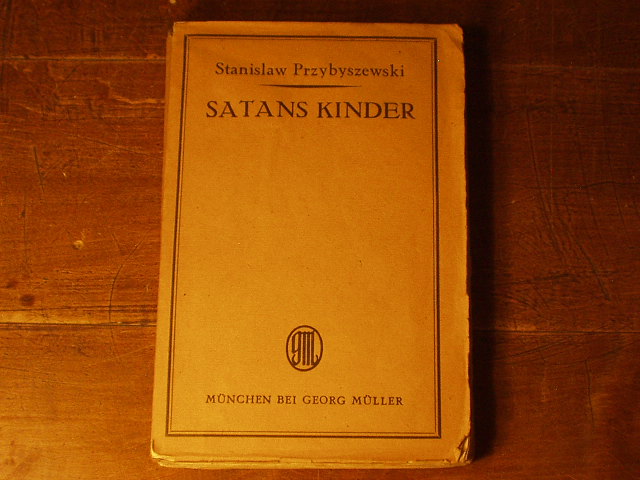 Stanislaw Przybyszewski
SATANS KINDER
GM
MÜNCHEN BEI GEORG MÜLLER